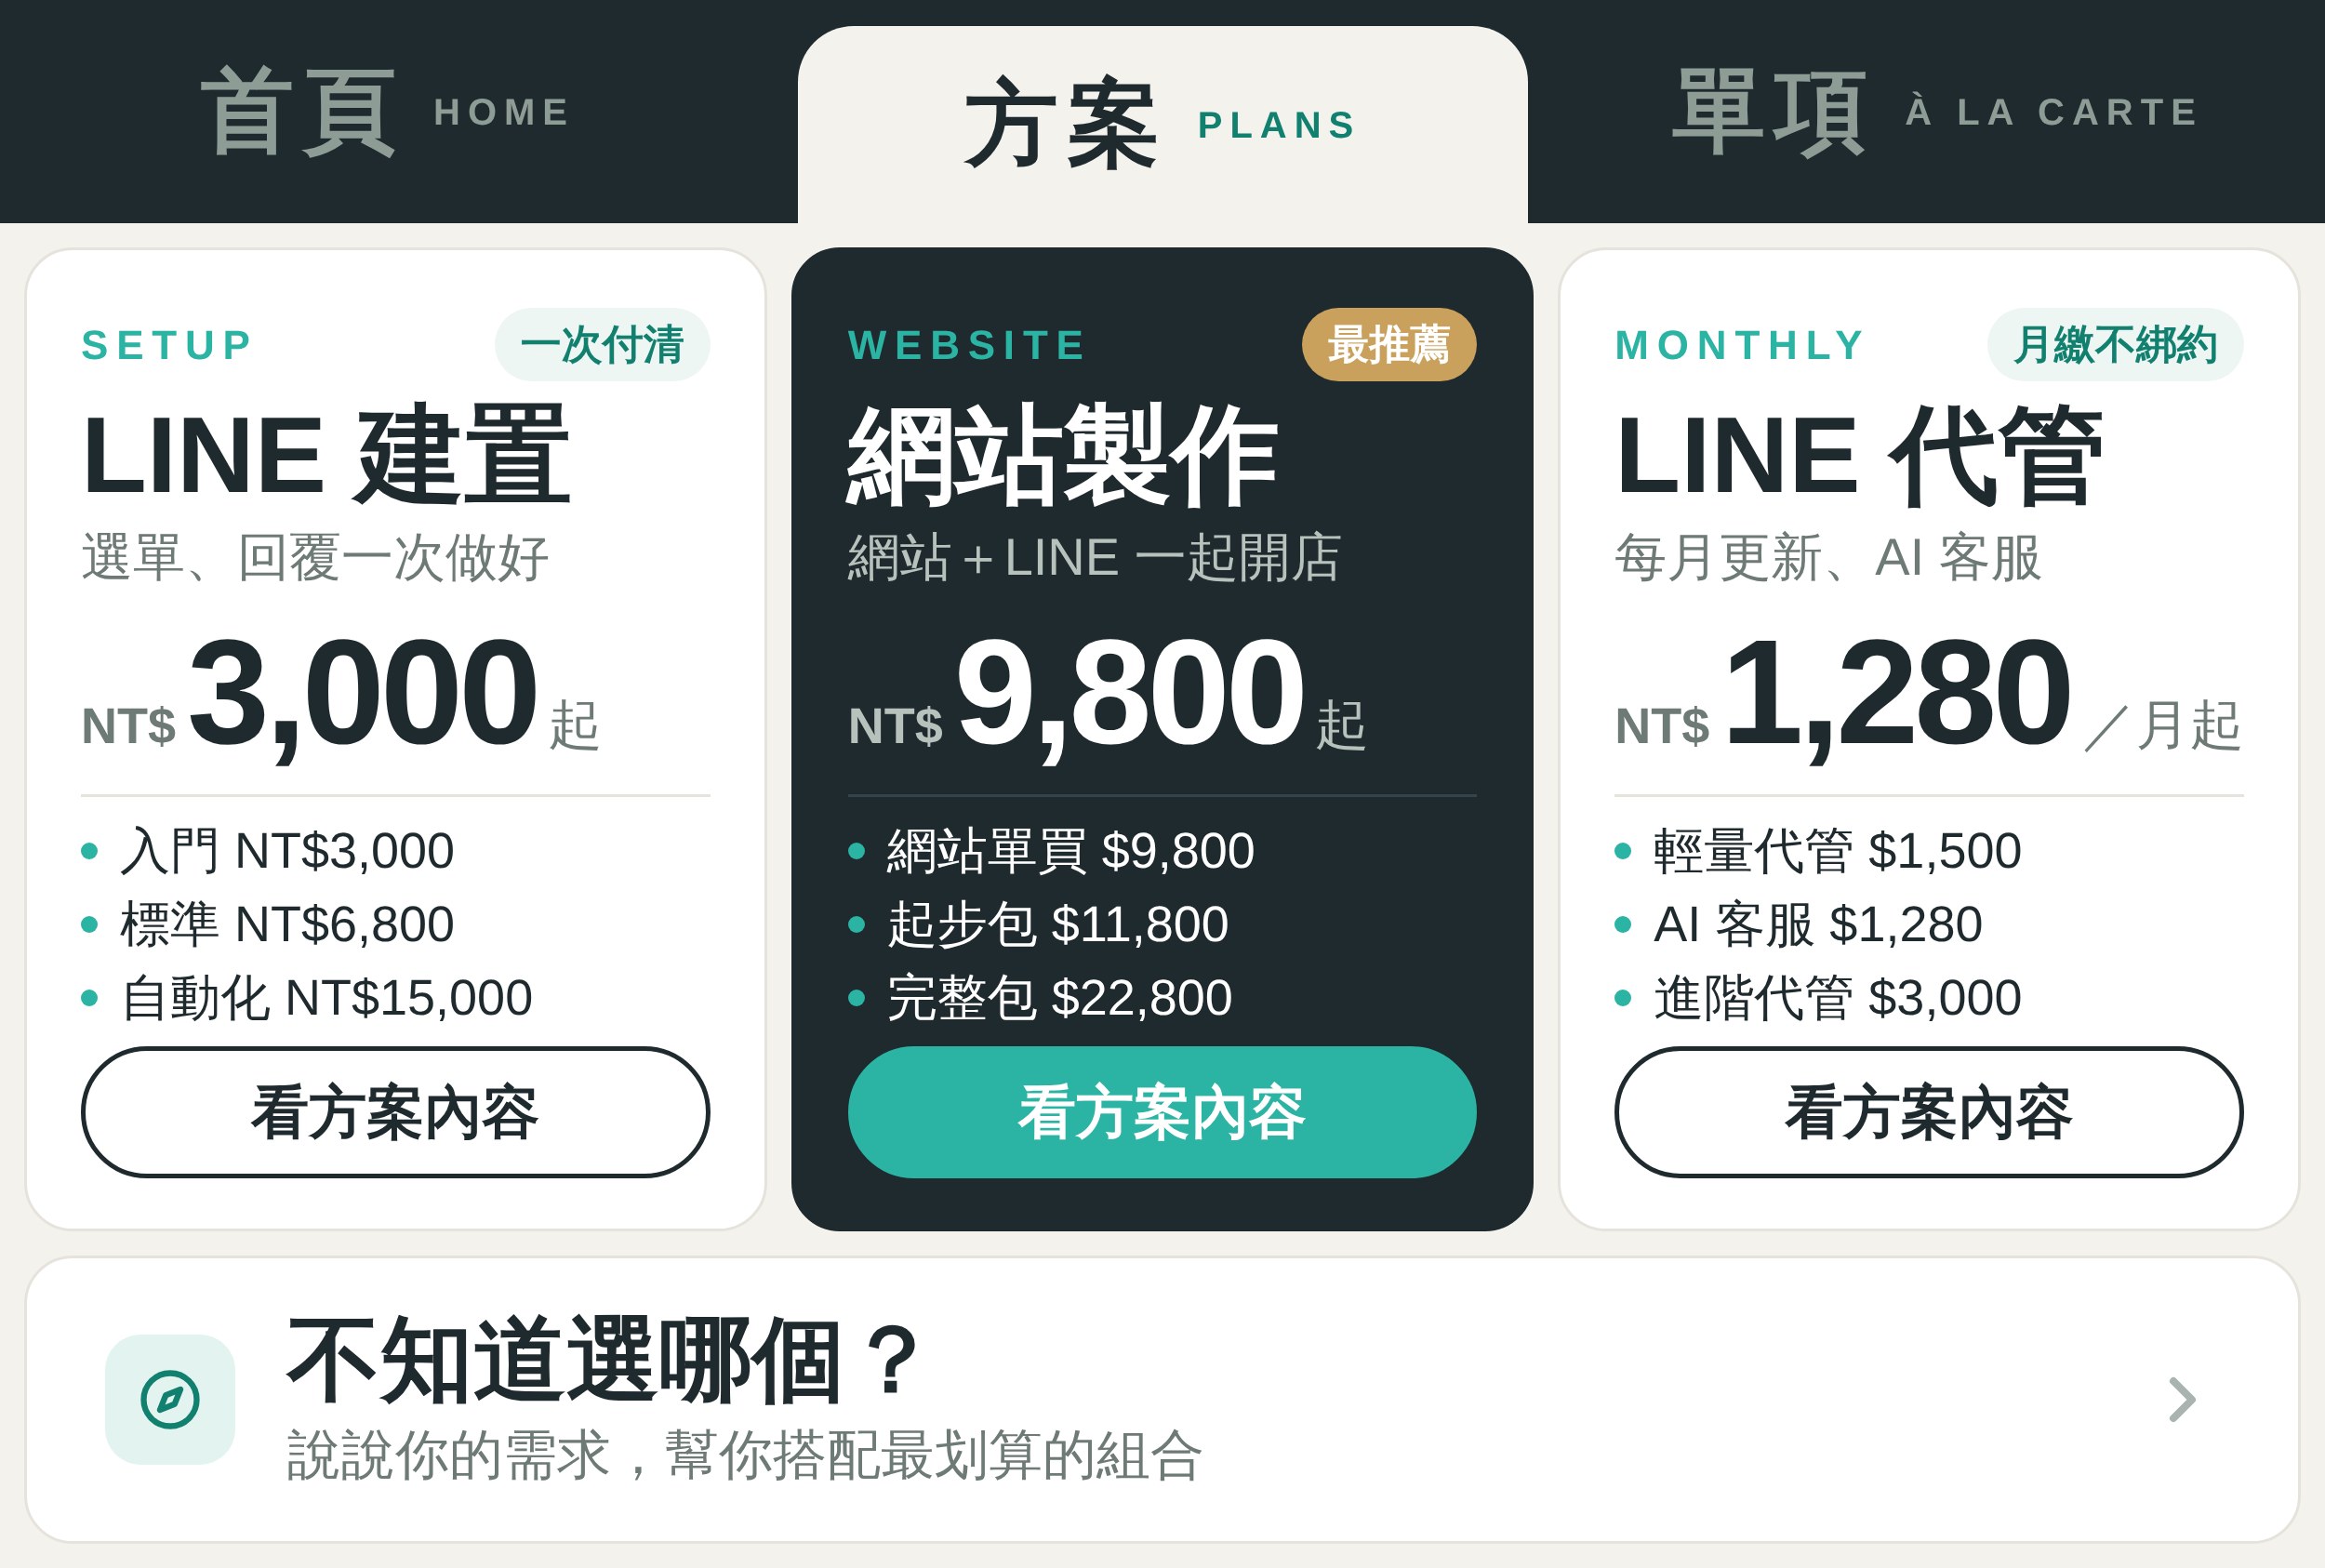 首頁 HOME
方案 PLANS
單項 À LA CARTE
SETUP 一次付清
LINE 建置
選單、回覆一次做好
NT$ 3,000 起
入門 NT$3,000
標準 NT$6,800
自動化 NT$15,000
看方案內容
WEBSITE 最推薦
網站製作
網站＋LINE 一起開店
NT$ 9,800 起
網站單買 $9,800
起步包 $11,800
完整包 $22,800
看方案內容
MONTHLY 月繳不綁約
LINE 代管
每月更新、AI 客服
NT$ 1,280 ／月起
輕量代管 $1,500
AI 客服 $1,280
進階代管 $3,000
看方案內容
不知道選哪個？
說說你的需求，幫你搭配最划算的組合